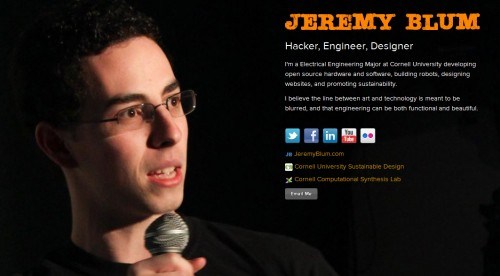 JEREMY BLUM
Hacker, Engineer, Designer
I'm a Electrical Engineering Major at Cornell University developing
open source hardware and software, building robots, designing
websites, and promoting sustainability.
I believe the line between art and technology is meant to be
blurred, and that engineering can be both functional and beautiful.
You
Tube
in
JeremyBlum.com
Cornell University Sustainable Design
Cornell Computational Synthesis Lab
Email Me